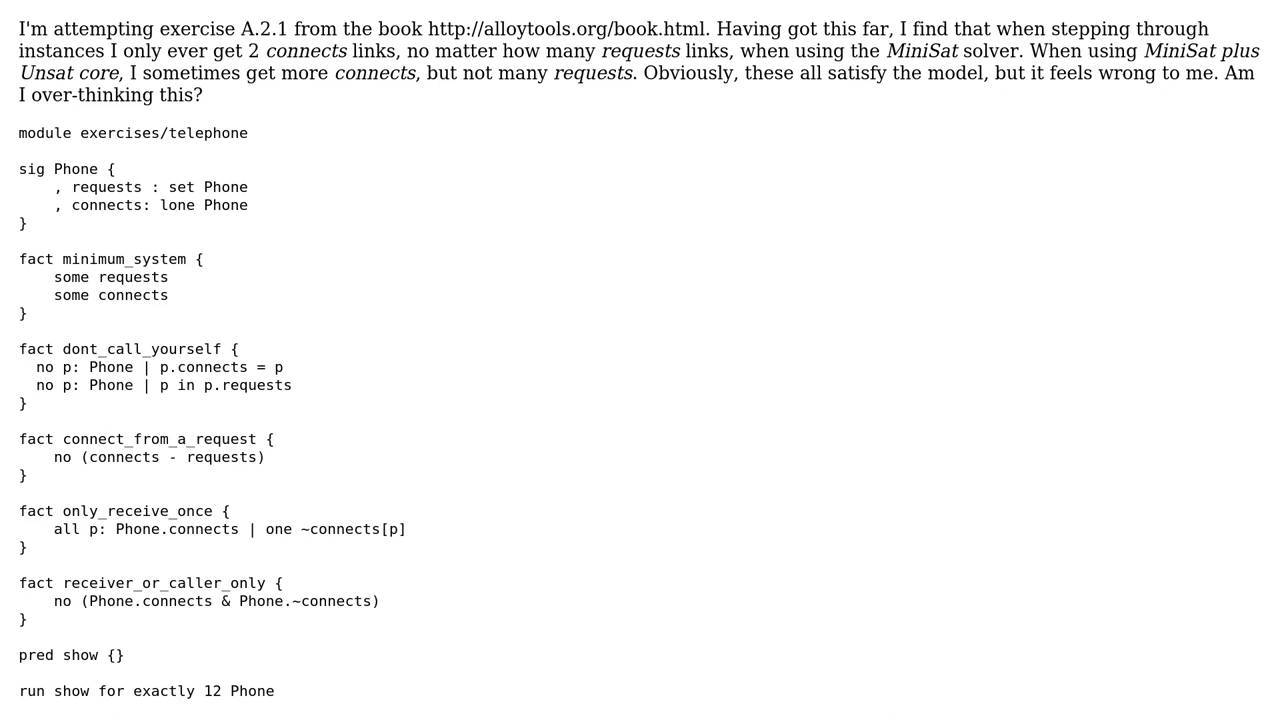 I'm attempting exercise A.2.1 from the book http://alloytools.org/book.html. Having got this far, I find that when stepping through
instances I only ever get 2 connects links, no matter how many requests links, when using the MiniSat solver. When using MiniSat plus
Unsat core, I sometimes get more connects, but not many requests. Obviously, these all satisfy the model, but it feels wrong to me. Am
I over-thinking this?
module exercises/telephone
sig Phone {
    , requests : set Phone
    , connects: lone Phone
}
fact minimum_system {
    some requests
    some connects
}
fact dont_call_yourself {
  no p: Phone | p.connects = p
  no p: Phone | p in p.requests
}
fact connect_from_a_request {
    no (connects - requests)
}
fact only_receive_once {
    all p: Phone.connects | one ~connects[p]
}
fact receiver_or_caller_only {
    no (Phone.connects & Phone.~connects)
}
pred show {}
run show for exactly 12 Phone